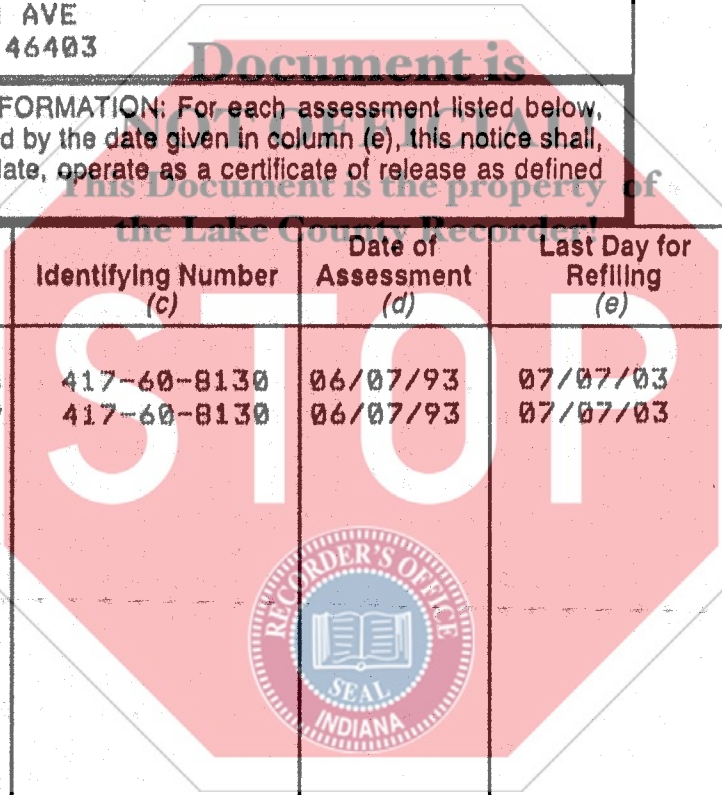 AVE
46403
Document is
NOT OFFICIAL!
FORMATION: For each assessment listed below,
d by the date given in column (e), this notice shall,
late, operate as a certificate of release as defined
This Document is the property of
the Lake County Recorder!
Identifying Number
(c)
Date of
Assessment
(d)
Last Day for
Refiling
(e)
417-60-8130 06/07/93 07/07/03
417-60-8130 06/07/93 07/07/03
STOP
RECORDER'S OFFICE
SEAL
INDIANA